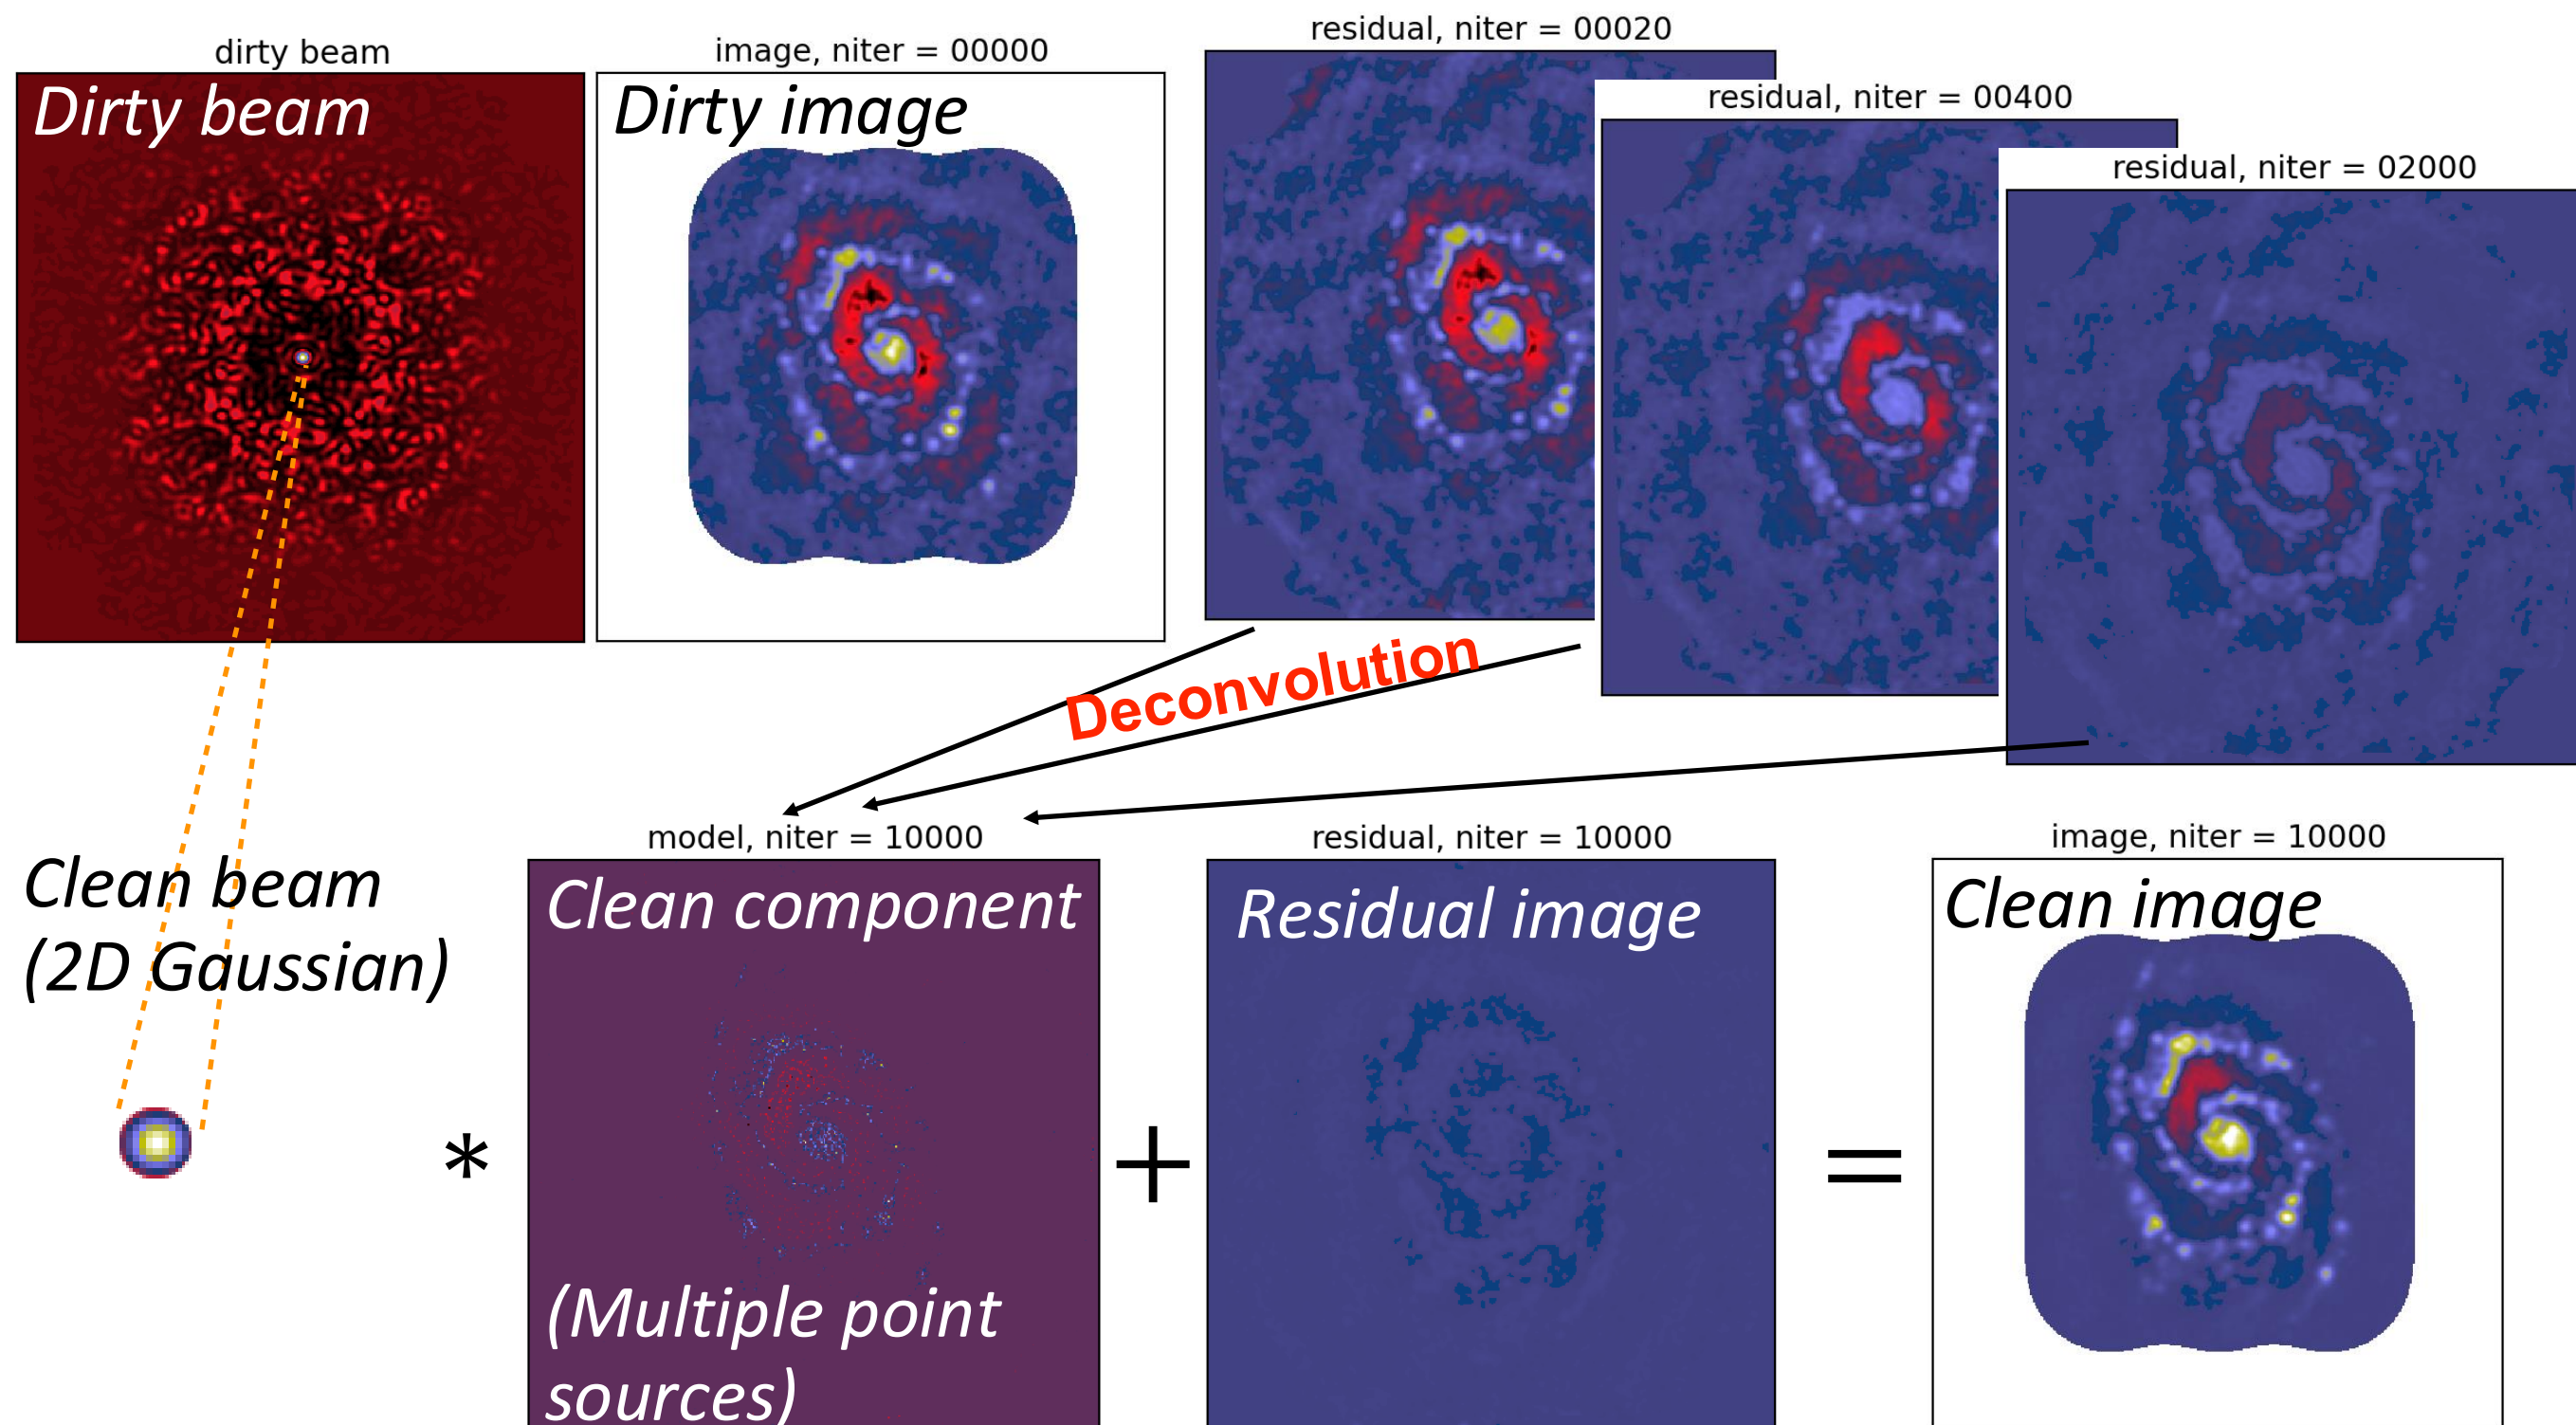 dirty beam
Dirty beam
image, niter = 00000
Dirty image
residual, niter = 00020
residual, niter = 00400
residual, niter = 02000
Deconvolution
Clean beam
(2D Gaussian)
*
model, niter = 10000
Clean component
(Multiple point
sources)
+
residual, niter = 10000
Residual image
=
image, niter = 10000
Clean image